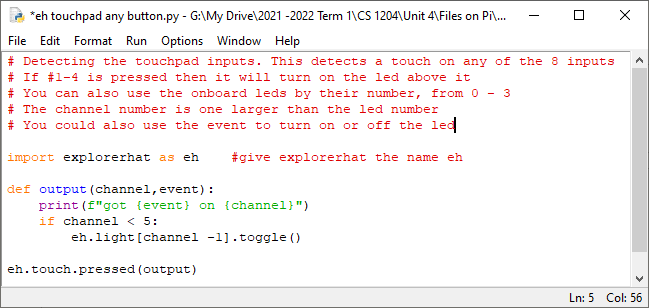 *eh touchpad any button.py - G:\My Drive\2021 -2022 Term 1\CS 1204\Unit 4\Files on Pi\...
File Edit Format Run Options Window Help
# Detecting the touchpad inputs. This detects a touch on any of the 8 inputs
# If #1-4 is pressed then it will turn on the led above it
# You can also use the onboard leds by their number, from 0 - 3
# The channel number is one larger than the led number
# You could also use the event to turn on or off the led
import explorerhat as eh    #give explorerhat the name eh
def output(channel,event):
    print(f"got {event} on {channel}")
    if channel < 5:
        eh.light[channel -1].toggle()
eh.touch.pressed(output)
Ln: 5 Col: 56